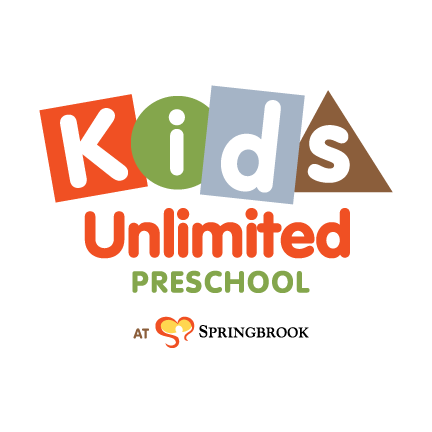 Kids
Unlimited
PRESCHOOL
AT SPRINGBROOK